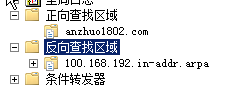 全局日志
正向查找区域
anzhuo1802.com
反向查找区域
100.168.192.in-addr.arpa
条件转发器